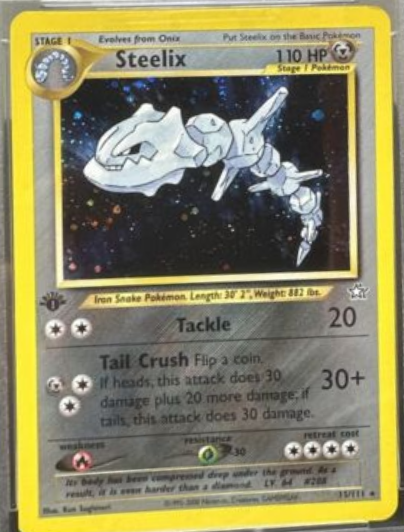 STAGE 1 Evolves from Onix Put Steelix on the Basic Pokémon
Steelix 110 HP
Stage 1 Pokémon
Iron Snake Pokémon. Length: 30' 2", Weight: 882 lbs.
1
Tackle 20
Tail Crush Flip a coin.
If heads, this attack does 30
damage plus 20 more damage; if
tails, this attack does 30 damage.
30+
weakness resistance retreat cost
-30
Its body has been compressed deep under the ground. As a
result, it is even harder than a diamond. LV. 64 #208
Illus. Ken Sugimori 15/111 ★